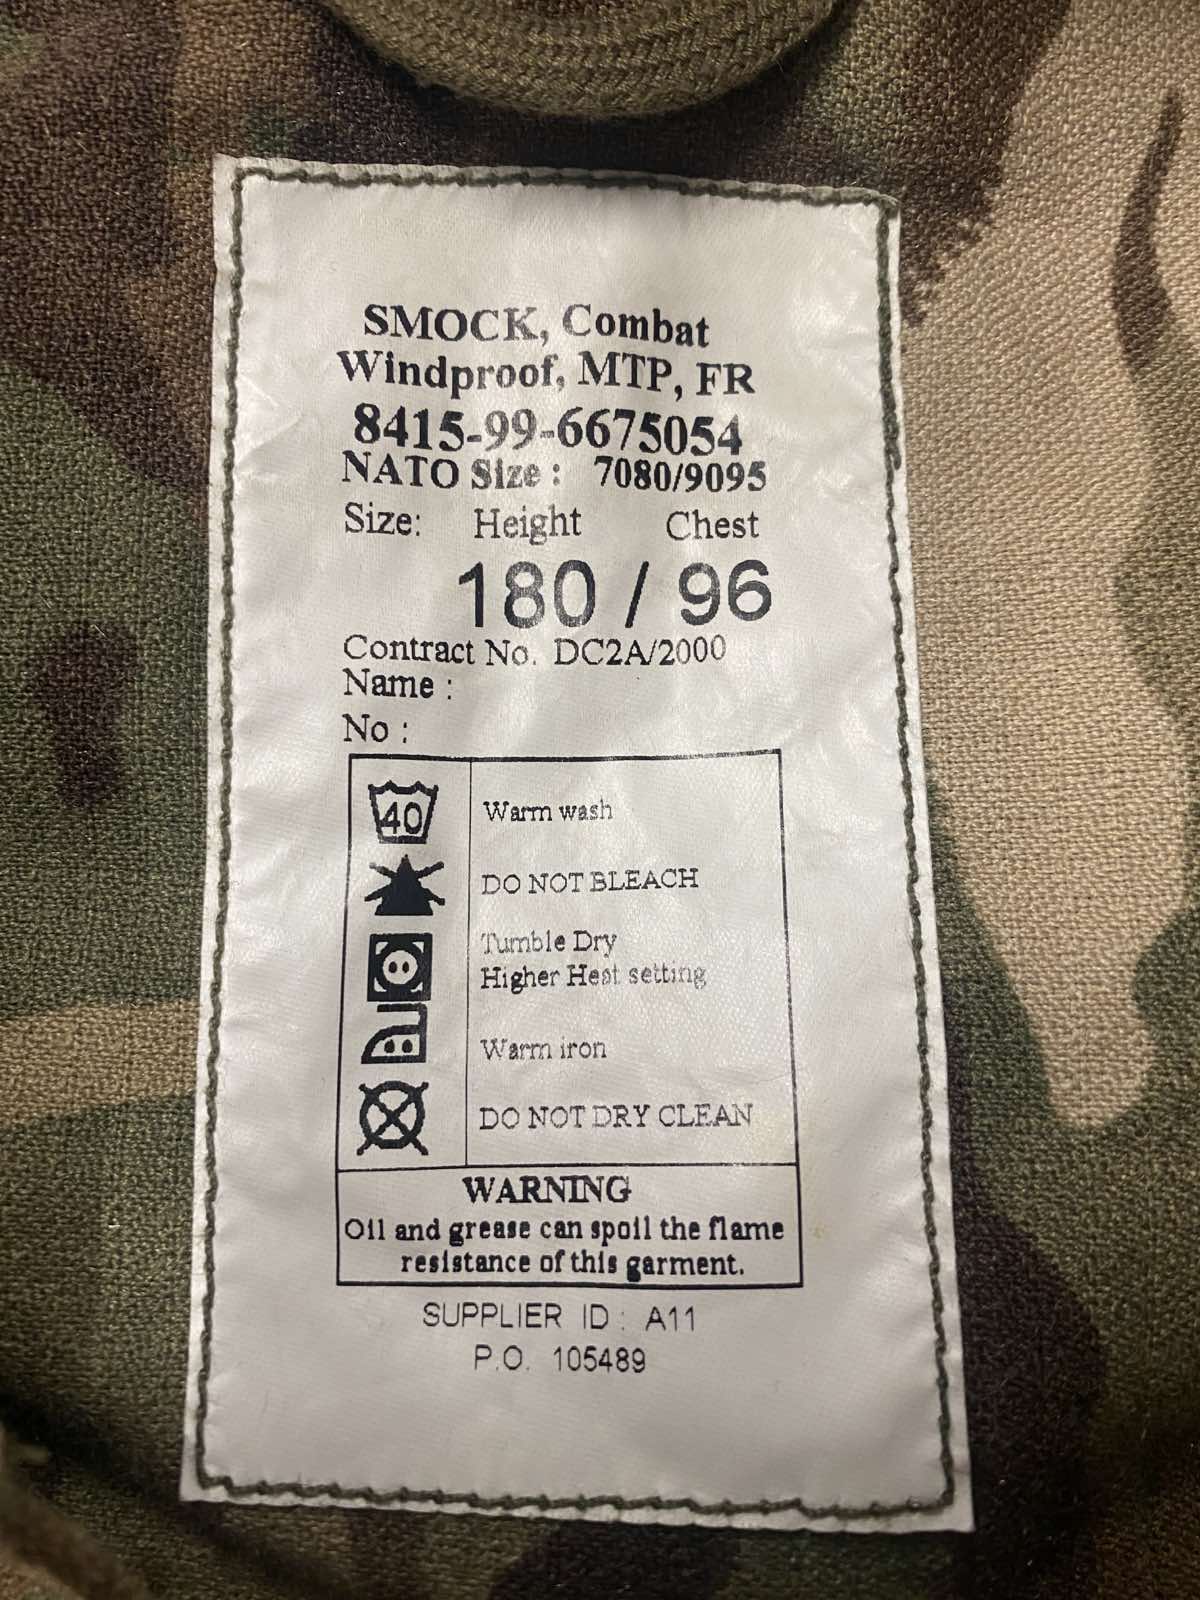 SMOCK, Combat
Windproof, MTP, FR
8415-99-6675054
NATO Size : 7080/9095
Size: Height Chest
180 / 96
Contract No. DC2A/2000
Name :
No :
40 Warm wash
DO NOT BLEACH
Tumble Dry
Higher Heat setting
Warm iron
DO NOT DRY CLEAN
WARNING
Oil and grease can spoil the flame
resistance of this garment.
SUPPLIER ID : A11
P.O. 105489